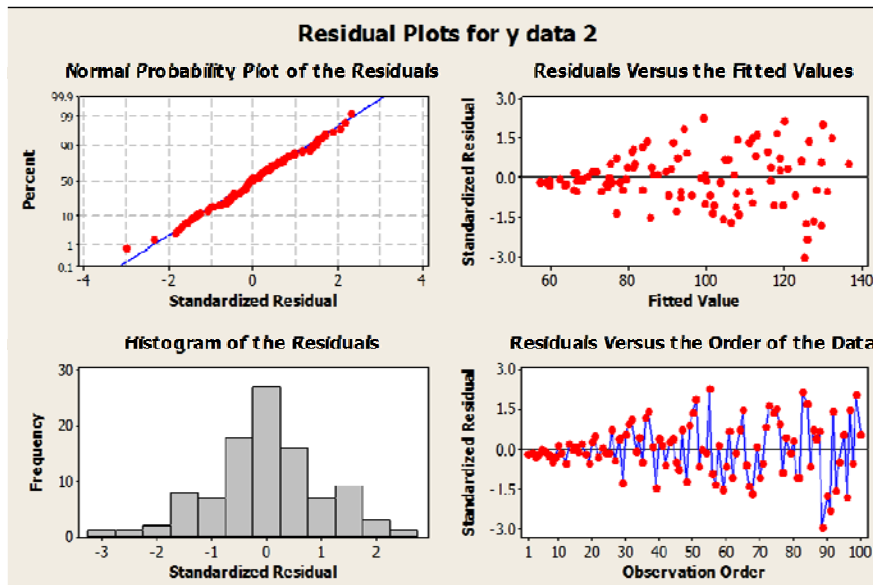 Residual Plots for y data 2
Normal Probability Plot of the Residuals
99.9
99
90
50
10
1
0.1
Percent
-4 -2 0 2 4
Standardized Residual
Residuals Versus the Fitted Values
3.0
1.5
0.0
-1.5
-3.0
Standardized Residual
60 80 100 120 140
Fitted Value
Histogram of the Residuals
30
20
10
0
Frequency
-3 -2 -1 0 1 2
Standardized Residual
Residuals Versus the Order of the Data
3.0
1.5
0.0
-1.5
-3.0
Standardized Residual
1 10 20 30 40 50 60 70 80 90 100
Observation Order